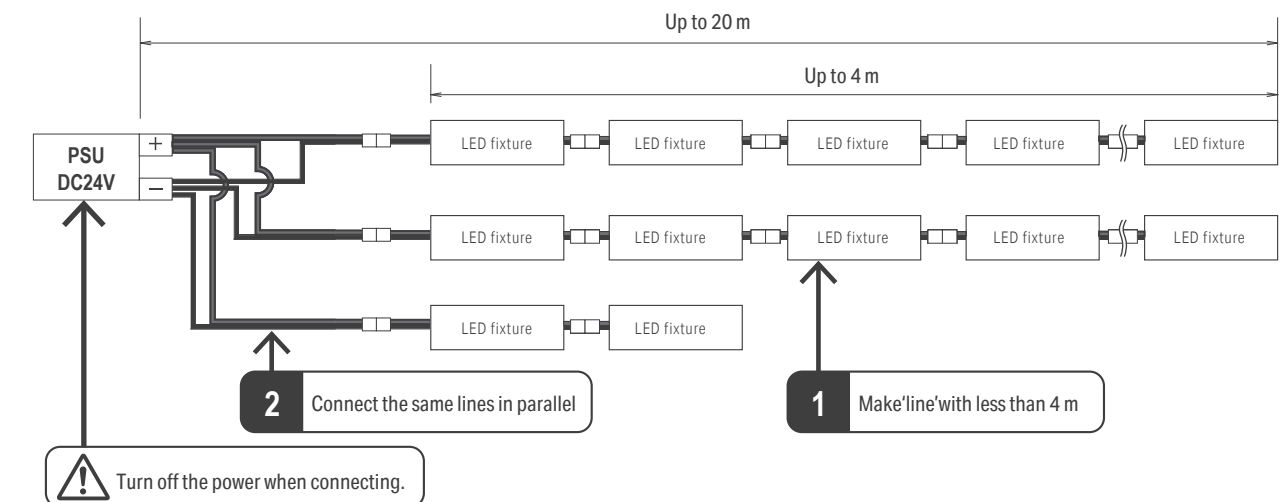 Up to 20 m
Up to 4 m
PSU
DC24V
+
−
LED fixture
LED fixture
LED fixture
LED fixture
LED fixture
LED fixture
LED fixture
LED fixture
LED fixture
LED fixture
LED fixture
LED fixture
2 Connect the same lines in parallel
1 Make‘line’with less than 4 m
Turn off the power when connecting.